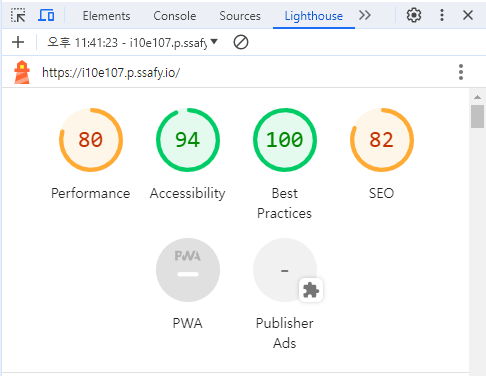 Elements Console Sources Lighthouse
오후 11:41:23 - i10e107.p.ssafy
https://i10e107.p.ssafy.io/
80 94 100 82
Performance Accessibility Best Practices SEO
PWA -
PWA Publisher Ads